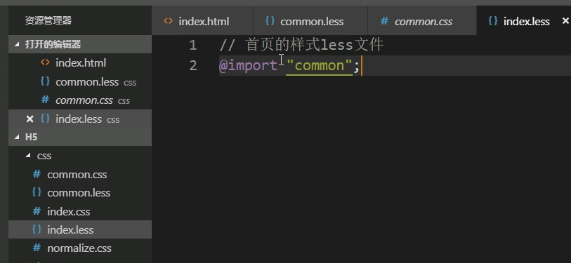 资源管理器
index.html
common.less
common.css
index.less
打开的编辑器
index.html
common.less css
common.css css
index.less css
H5
css
common.css
common.less
index.css
index.less
normalize.css
1 // 首页的样式less文件
2 @import "common";